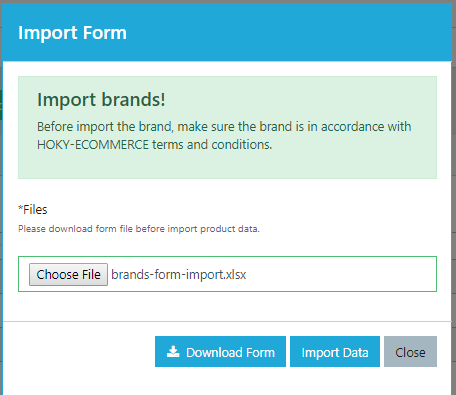 Import Form
Import brands!
Before import the brand, make sure the brand is in accordance with
HOKY-ECOMMERCE terms and conditions.
*Files
Please download form file before import product data.
Choose File brands-form-import.xlsx
Download Form Import Data Close